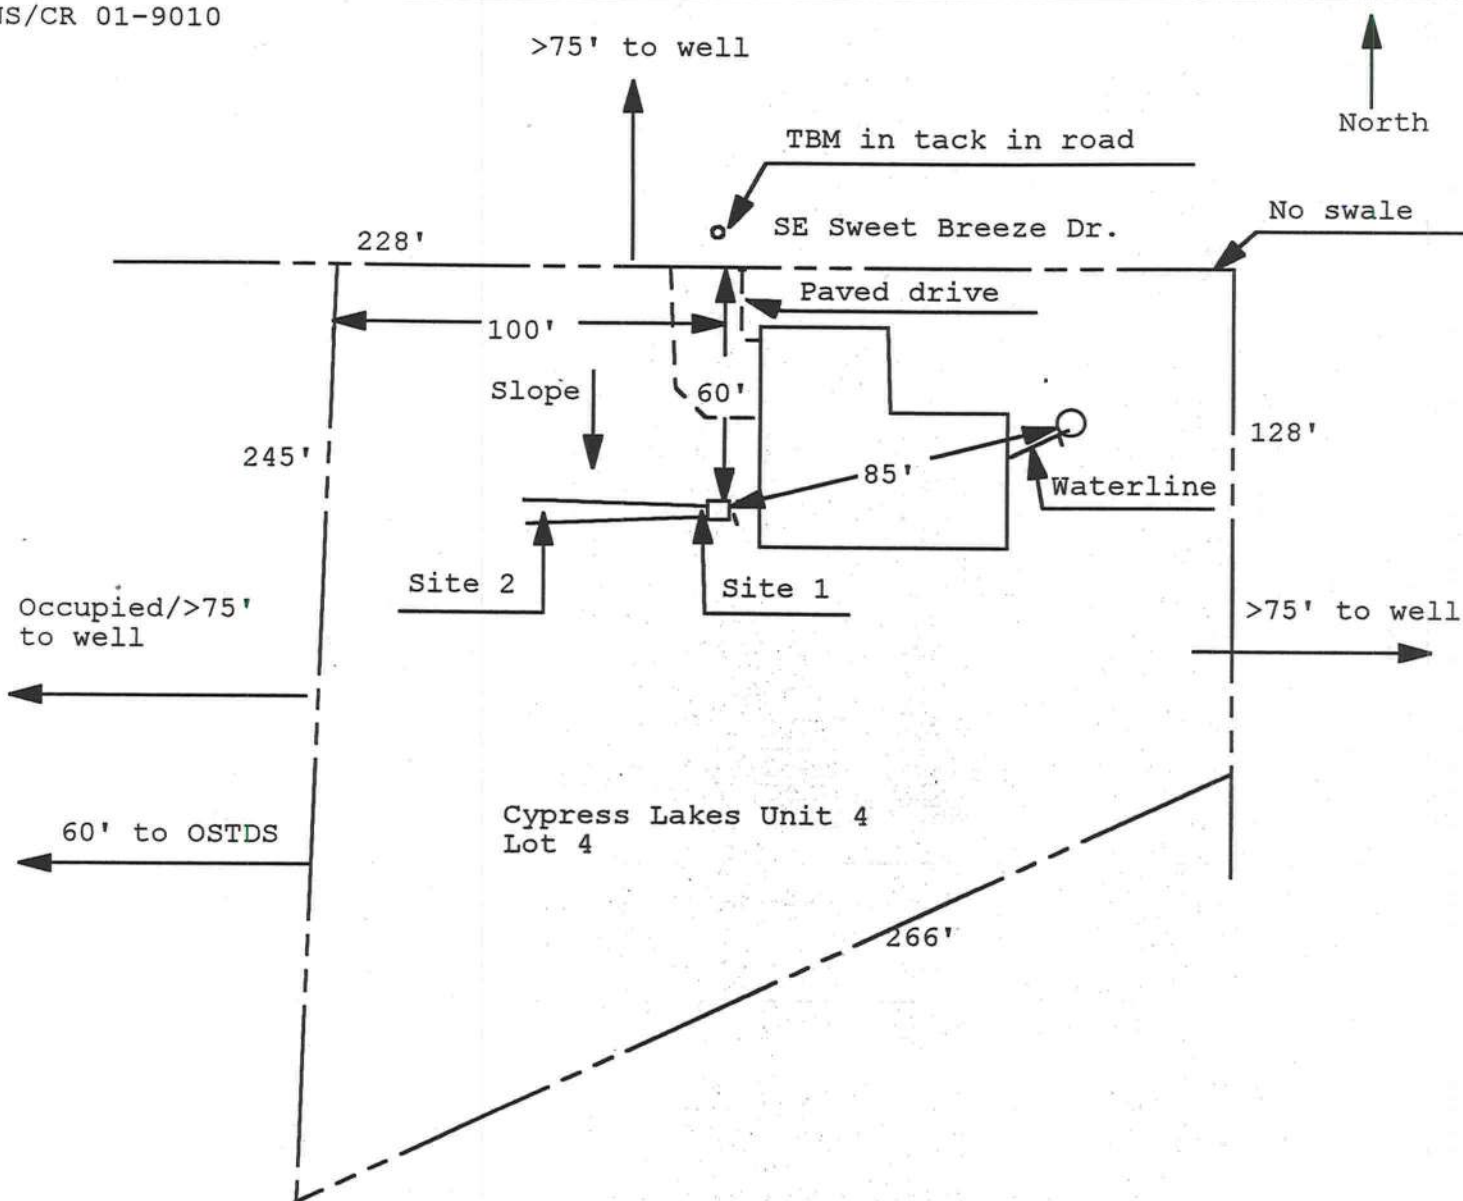 /CR 01-9010
>75' to well
North
TBM in tack in road
No swale
SE Sweet Breeze Dr.
228'
Paved drive
100'
Slope
60'
245'
128'
85'
Waterline
Site 2
Site 1
Occupied/>75'
to well
>75' to well
60' to OSTDS
Cypress Lakes Unit 4
Lot 4
266'